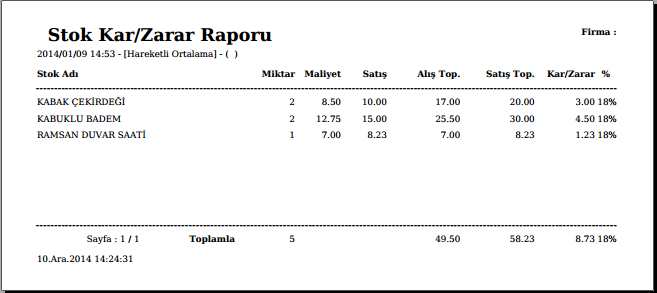 Stok Kar/Zarar Raporu Firma :
2014/01/09 14:53 - [Hareketli Ortalama] - ( )
Stok Adı Miktar Maliyet Satış Alış Top. Satış Top. Kar/Zarar %
KABAK ÇEKİRDEĞİ 2 8.50 10.00 17.00 20.00 3.00 18%
KABUKLU BADEM 2 12.75 15.00 25.50 30.00 4.50 18%
RAMSAN DUVAR SAATİ 1 7.00 8.23 7.00 8.23 1.23 18%
Sayfa : 1 / 1 Toplamla 5 49.50 58.23 8.73 18%
10.Ara.2014 14:24:31